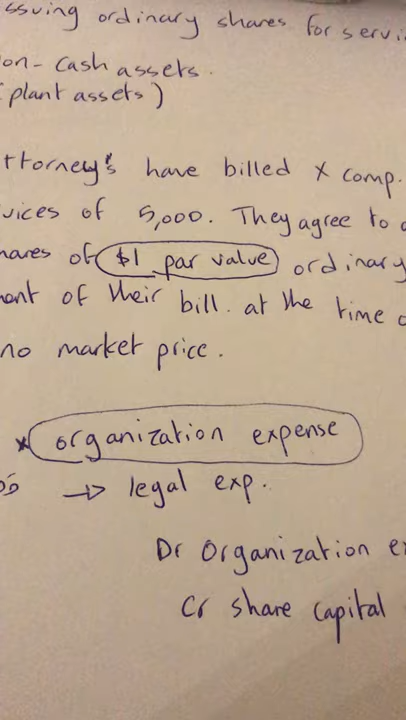 ssuing ordinary shares for servi
on-cash assets.
plant assets)
ttorney's have billed X comp.
vices of 5,000. They agree to a
hares of $1 par value ordinary
ment of their bill. at the time o
no market price.
* organization expense
→ legal exp.
Dr Organization ex
Cr share capital